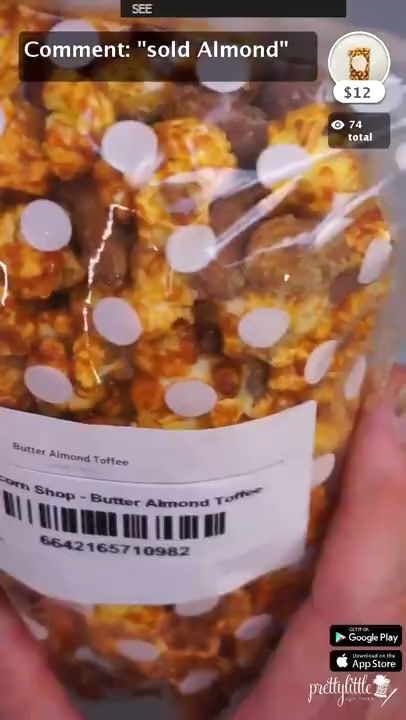 SEE
Comment: "sold Almond"
$12
74
total
Butter Almond Toffee
corn Shop - Butter Almond Toffee
6642165710982
GET IT ON
Google Play
Download on the
App Store
prettylittle